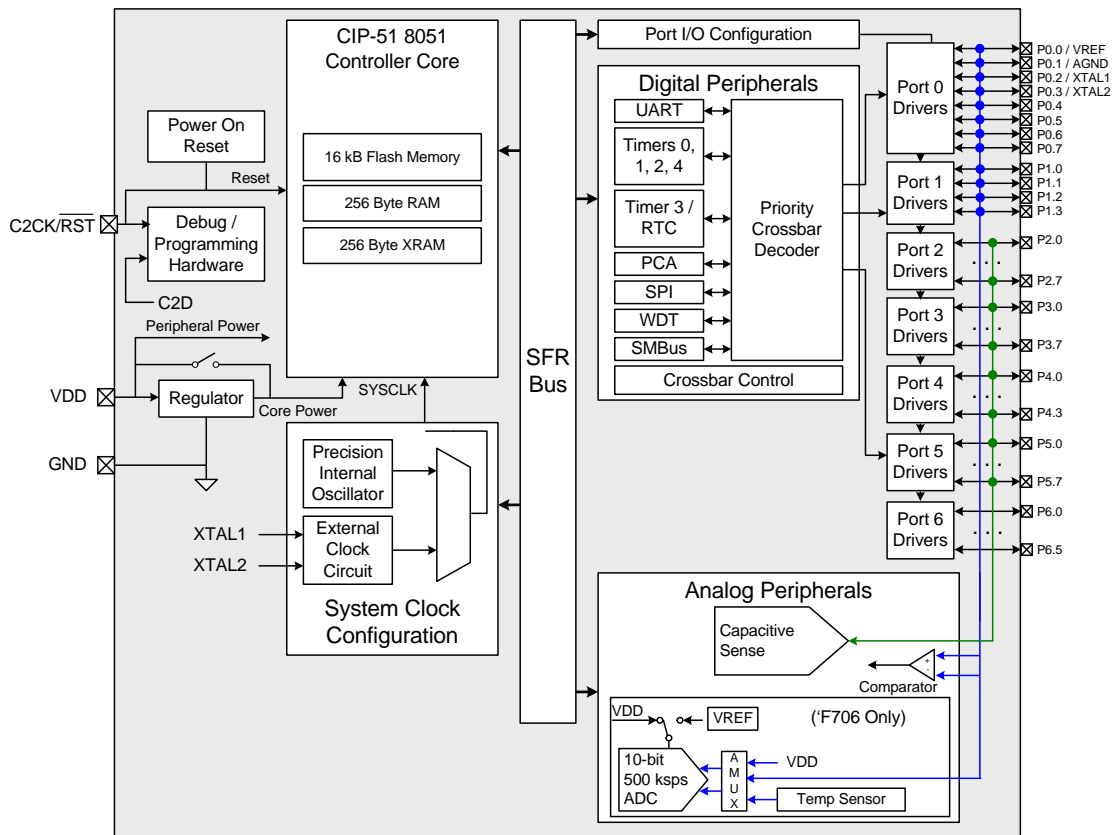 CIP-51 8051
Controller Core
16 kB Flash Memory
256 Byte RAM
256 Byte XRAM
Power On
Reset
Reset
C2CK/RST
Debug /
Programming
Hardware
C2D
Peripheral Power
VDD
Regulator
Core Power
SYSCLK
GND
Precision
Internal
Oscillator
XTAL1
XTAL2
External
Clock
Circuit
System Clock
Configuration
SFR
Bus
Port I/O Configuration
Digital Peripherals
UART
Timers 0,
1, 2, 4
Timer 3 /
RTC
PCA
SPI
WDT
SMBus
Priority
Crossbar
Decoder
Crossbar Control
Port 0
Drivers
Port 1
Drivers
Port 2
Drivers
Port 3
Drivers
Port 4
Drivers
Port 5
Drivers
Port 6
Drivers
P0.0 / VREF
P0.1 / AGND
P0.2 / XTAL1
P0.3 / XTAL2
P0.4
P0.5
P0.6
P0.7
P1.0
P1.1
P1.2
P1.3
P2.0
. . .
P2.7
P3.0
. . .
P3.7
P4.0
. . .
P4.3
P5.0
. . .
P5.7
P6.0
. . .
P6.5
Analog Peripherals
Capacitive
Sense
+
-
Comparator
VDD
VREF
('F706 Only)
10-bit
500 ksps
ADC
A
M
U
X
VDD
Temp Sensor